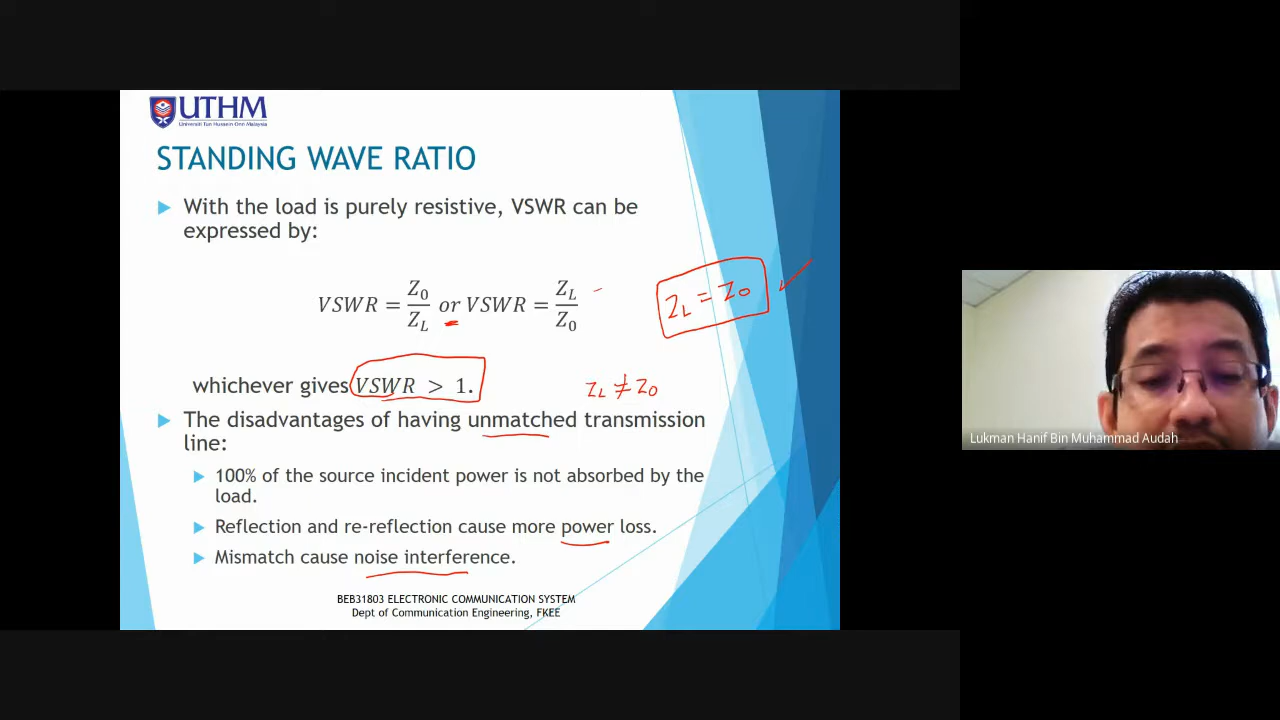 UTHM
Universiti Tun Hussein Onn Malaysia
STANDING WAVE RATIO
With the load is purely resistive, VSWR can be
expressed by:
VSWR = Z₀/Z_L or VSWR = Z_L/Z₀
Z_L = Z₀
whichever gives VSWR > 1.
Z_L ≠ Z₀
The disadvantages of having unmatched transmission
line:
100% of the source incident power is not absorbed by the
load.
Reflection and re-reflection cause more power loss.
Mismatch cause noise interference.
BEB31803 ELECTRONIC COMMUNICATION SYSTEM
Dept of Communication Engineering, FKEE
Lukman Hanif Bin Muhammad Audah